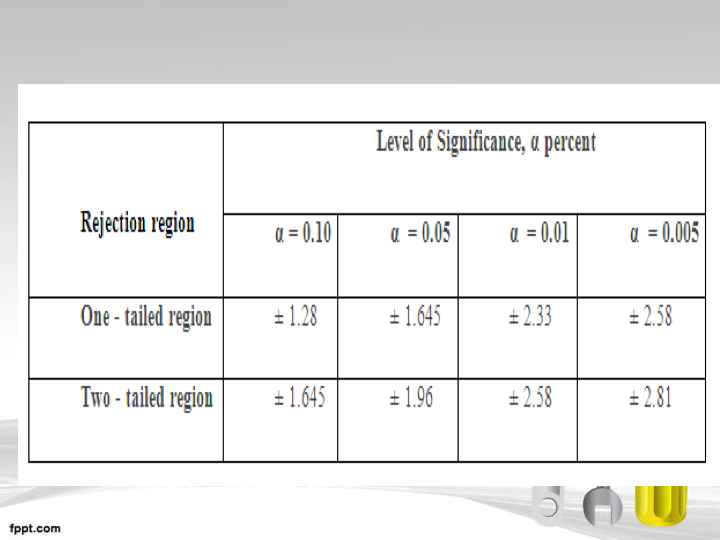 Level of Significance, α percent
Rejection region
α = 0.10 α = 0.05 α = 0.01 α = 0.005
One - tailed region ± 1.28 ± 1.645 ± 2.33 ± 2.58
Two - tailed region ± 1.645 ± 1.96 ± 2.58 ± 2.81
fppt.com